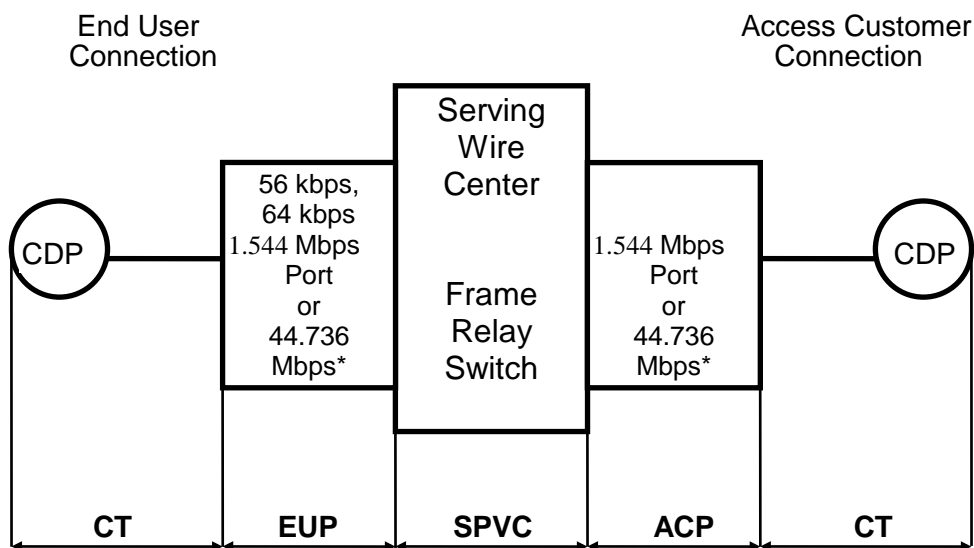 End User
Connection
Access Customer
Connection
Serving
Wire
Center
Frame
Relay
Switch
56 kbps,
64 kbps
1.544 Mbps
Port
or
44.736
Mbps*
1.544 Mbps
Port
or
44.736
Mbps*
CDP
CDP
CT
EUP
SPVC
ACP
CT